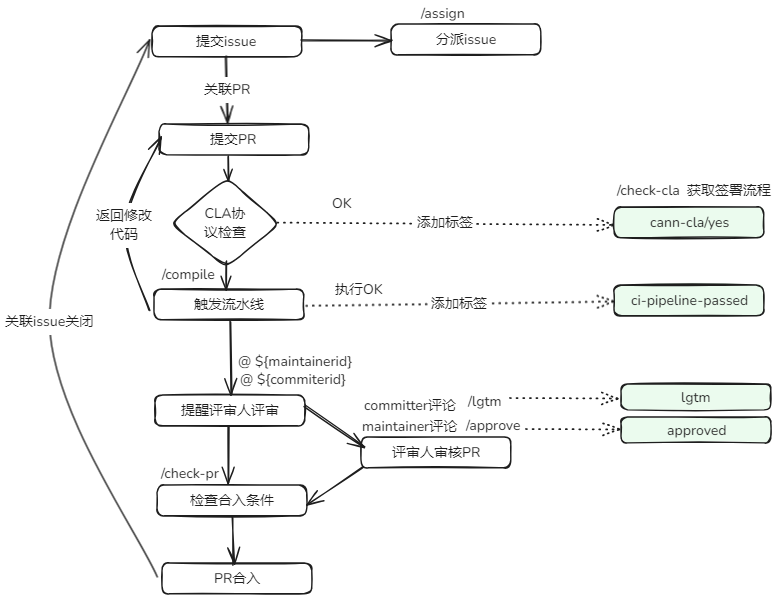 /assign
提交issue
分派issue
关联PR
提交PR
/check-cla 获取签署流程
返回修改
代码
CLA协
议检查
OK
添加标签
cann-cla/yes
/compile
触发流水线
执行OK
添加标签
ci-pipeline-passed
关联issue关闭
@ ${maintainerid}
@ ${commiterid}
提醒评审人评审
committer评论 /lgtm
lgtm
maintainer评论 /approve
approved
评审人审核PR
/check-pr
检查合入条件
PR合入